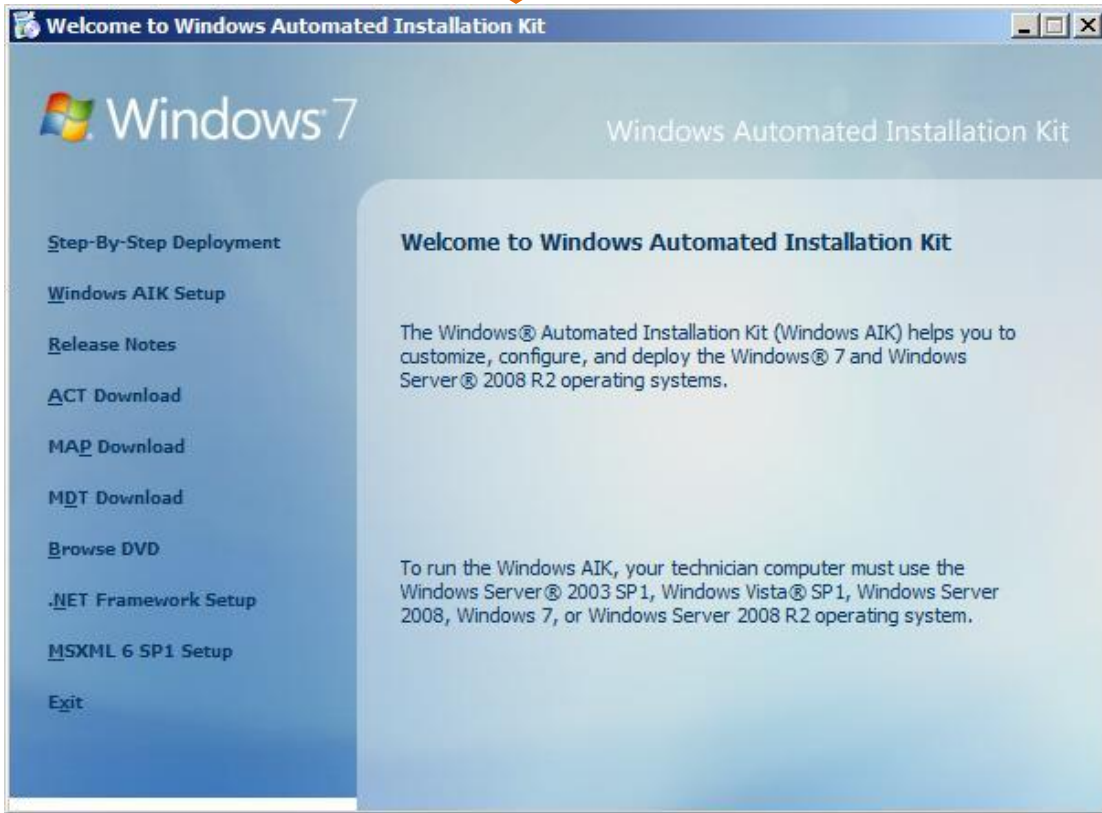 Welcome to Windows Automated Installation Kit
Windows 7
Windows Automated Installation Kit
Step-By-Step Deployment
Windows AIK Setup
Release Notes
ACT Download
MAP Download
MDT Download
Browse DVD
.NET Framework Setup
MSXML 6 SP1 Setup
Exit
Welcome to Windows Automated Installation Kit
The Windows® Automated Installation Kit (Windows AIK) helps you to
customize, configure, and deploy the Windows® 7 and Windows
Server® 2008 R2 operating systems.
To run the Windows AIK, your technician computer must use the
Windows Server® 2003 SP1, Windows Vista® SP1, Windows Server
2008, Windows 7, or Windows Server 2008 R2 operating system.